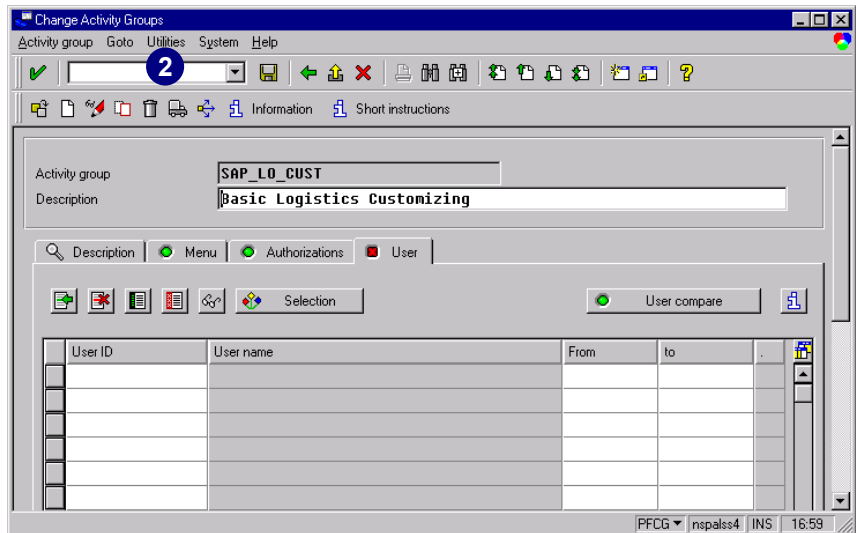 Change Activity Groups
Activity group Goto Utilities System Help
2
Information Short instructions
Activity group SAP_LO_CUST
Description Basic Logistics Customizing
Description Menu Authorizations User
Selection User compare
User ID User name From to .
PFCG nspalss4 INS 16:59